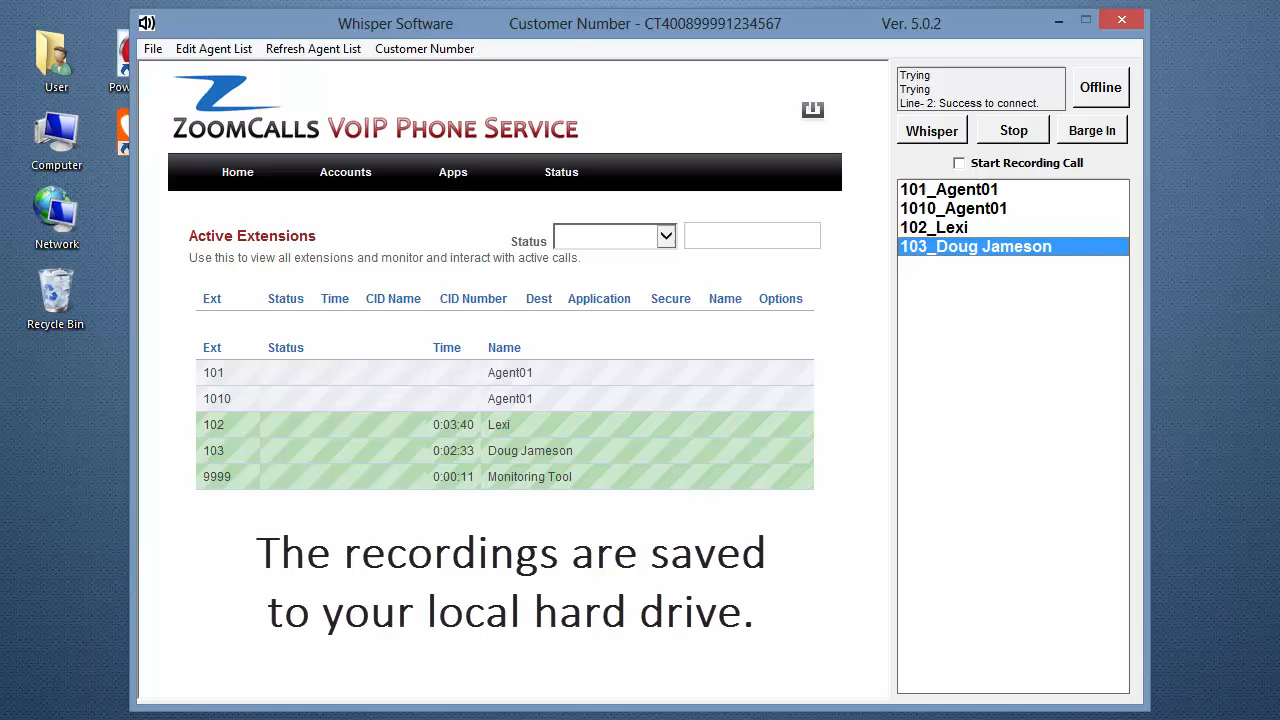 User
Computer
Network
Recycle Bin
Whisper Software Customer Number - CT400899991234567 Ver. 5.0.2
File Edit Agent List Refresh Agent List Customer Number
ZOOMCALLS VOIP PHONE SERVICE
Home Accounts Apps Status
Active Extensions
Status
Use this to view all extensions and monitor and interact with active calls.
Ext Status Time CID Name CID Number Dest Application Secure Name Options
Ext Status Time Name
101 Agent01
1010 Agent01
102 0:03:40 Lexi
103 0:02:33 Doug Jameson
9999 0:00:11 Monitoring Tool
The recordings are saved
to your local hard drive.
Trying
Trying
Line- 2: Success to connect.
Offline
Whisper Stop Barge In
Start Recording Call
101_Agent01
1010_Agent01
102_Lexi
103_Doug Jameson